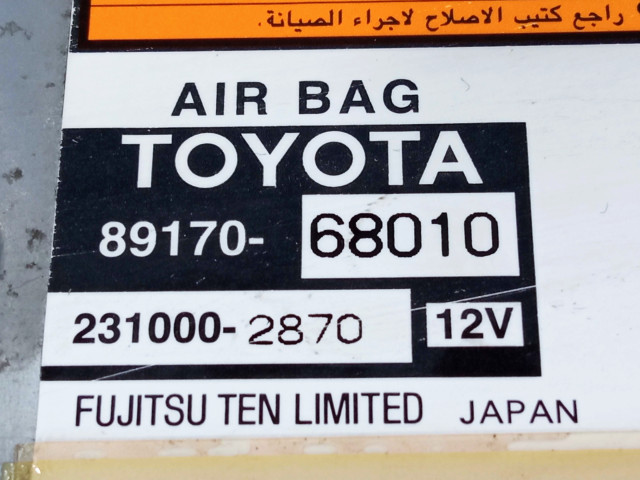 راجع كتيب الاصلاح لاجراء الصيانة.
AIR BAG
TOYOTA
89170- 68010
231000- 2870 12V
FUJITSU TEN LIMITED JAPAN